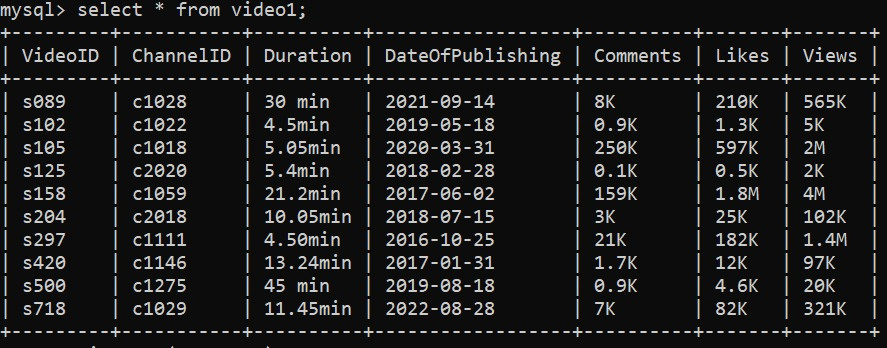 mysql> select * from video1;
+---------+-----------+----------+------------------+----------+-------+-------+
| VideoID | ChannelID | Duration | DateOfPublishing | Comments | Likes | Views |
+---------+-----------+----------+------------------+----------+-------+-------+
| s089    | c1028     | 30 min   | 2021-09-14       | 8K       | 210K  | 565K  |
| s102    | c1022     | 4.5min   | 2019-05-18       | 0.9K     | 1.3K  | 5K    |
| s105    | c1018     | 5.05min  | 2020-03-31       | 250K     | 597K  | 2M    |
| s125    | c2020     | 5.4min   | 2018-02-28       | 0.1K     | 0.5K  | 2K    |
| s158    | c1059     | 21.2min  | 2017-06-02       | 159K     | 1.8M  | 4M    |
| s204    | c2018     | 10.05min | 2018-07-15       | 3K       | 25K   | 102K  |
| s297    | c1111     | 4.50min  | 2016-10-25       | 21K      | 182K  | 1.4M  |
| s420    | c1146     | 13.24min | 2017-01-31       | 1.7K     | 12K   | 97K   |
| s500    | c1275     | 45 min   | 2019-08-18       | 0.9K     | 4.6K  | 20K   |
| s718    | c1029     | 11.45min | 2022-08-28       | 7K       | 82K   | 321K  |
+---------+-----------+----------+------------------+----------+-------+-------+